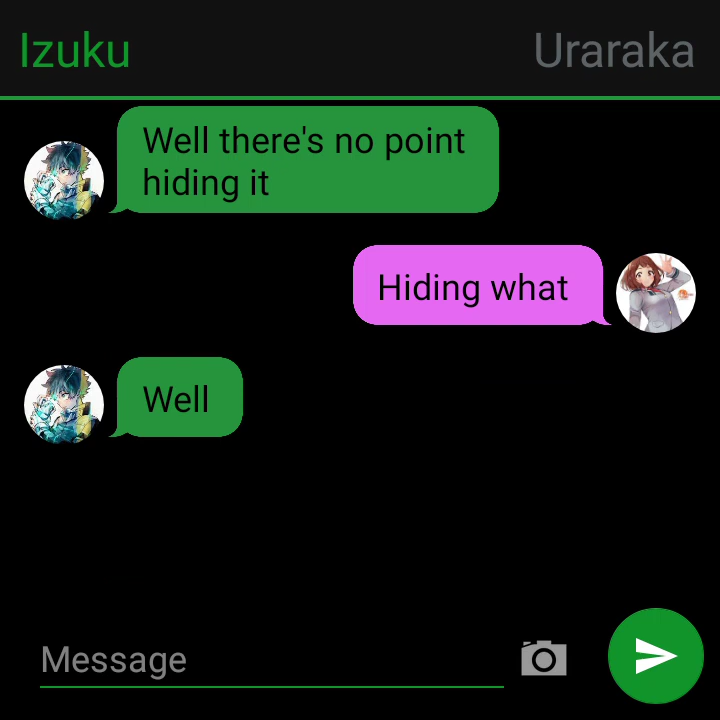 Izuku
Uraraka
Well there's no point
hiding it
Hiding what
Well
Message